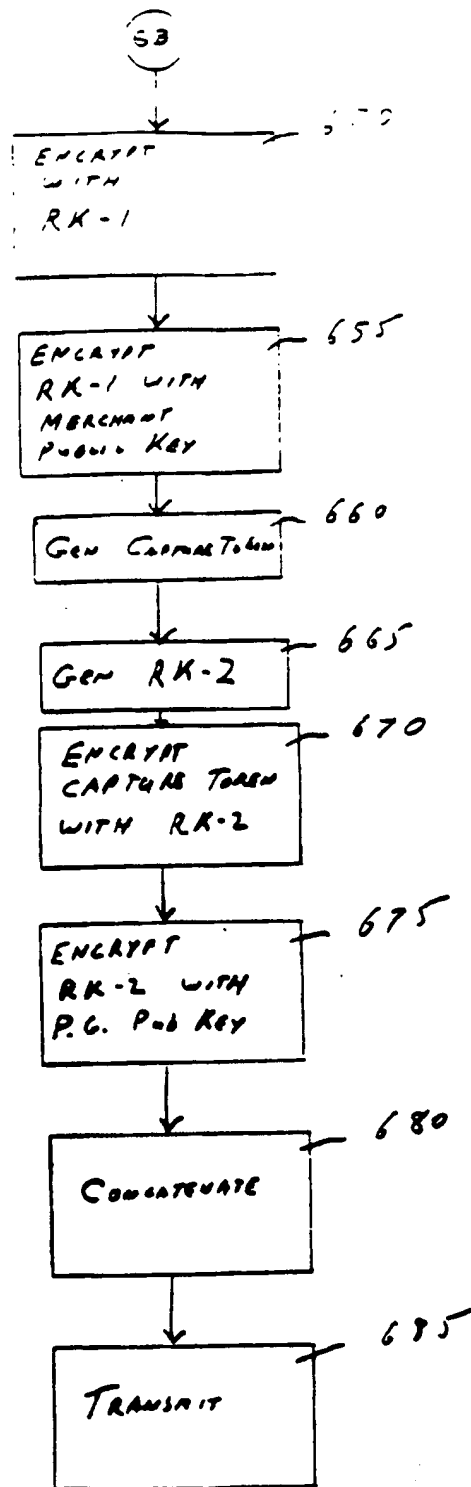 53
ENCRYPT
WITH
RK-1
ENCRYPT
RK-1 WITH
MERCHANT
PUBLIC KEY
655
GEN CAPTURE TOKEN
660
GEN RK-2
665
ENCRYPT
CAPTURE TOKEN
WITH RK-2
670
ENCRYPT
RK-2 WITH
P.G. Pub KEY
675
CONCATENATE
680
TRANSMIT
685